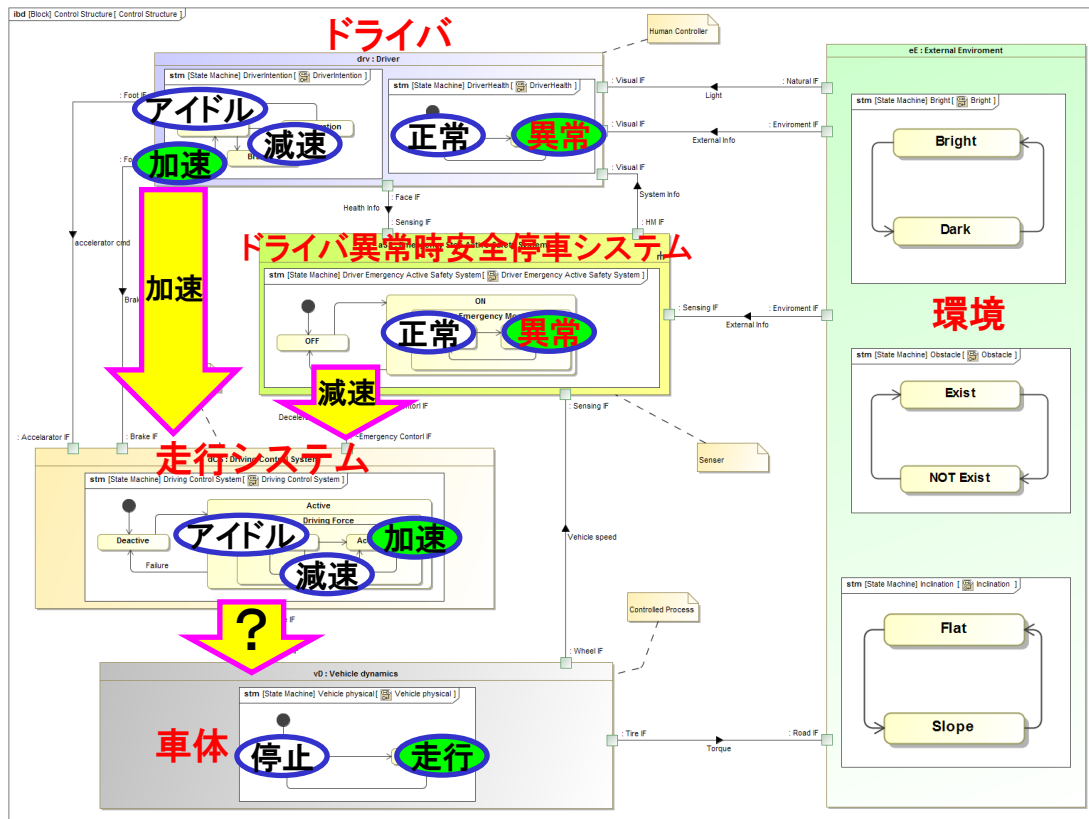 ibd [Block] Control Structure [ Control Structure ]
ドライバ
Human Controller
drv : Driver
eE : External Enviroment
stm [State Machine] DriverIntention [ DriverIntention ]
stm [State Machine] DriverHealth [ DriverHealth ]
: Foot IF
アイドル
減速
加速
正常
異常
: Visual IF
Light
: Natural IF
: Visual IF
External Info
: Enviroment IF
: Visual IF
System Info
stm [State Machine] Bright [ Bright ]
Bright
Dark
: Face IF
Health Info
: Sensing IF
: HM IF
accelerator cmd
ドライバ異常時安全停車システム
stm [State Machine] Driver Emergency Active Safety System [ Driver Emergency Active Safety System ]
加速
ON
OFF
正常
異常
: Sensing IF
External Info
: Enviroment IF
環境
減速
: Sensing IF
stm [State Machine] Obstacle [ Obstacle ]
Exist
NOT Exist
: Accelarator IF
: Brake IF
-Emergency Contorl IF
Senser
走行システム
stm [State Machine] Driving Control System [ Driving Control System ]
Active
Driving Force
Deactive
アイドル
加速
減速
Failure
Vehicle speed
stm [State Machine] Inclination [ Inclination ]
Flat
Slope
？
Controlled Process
: Wheel IF
vD : Vehicle dynamics
stm [State Machine] Vehicle physical [ Vehicle physical ]
車体
停止
走行
: Tire IF
Torque
: Road IF